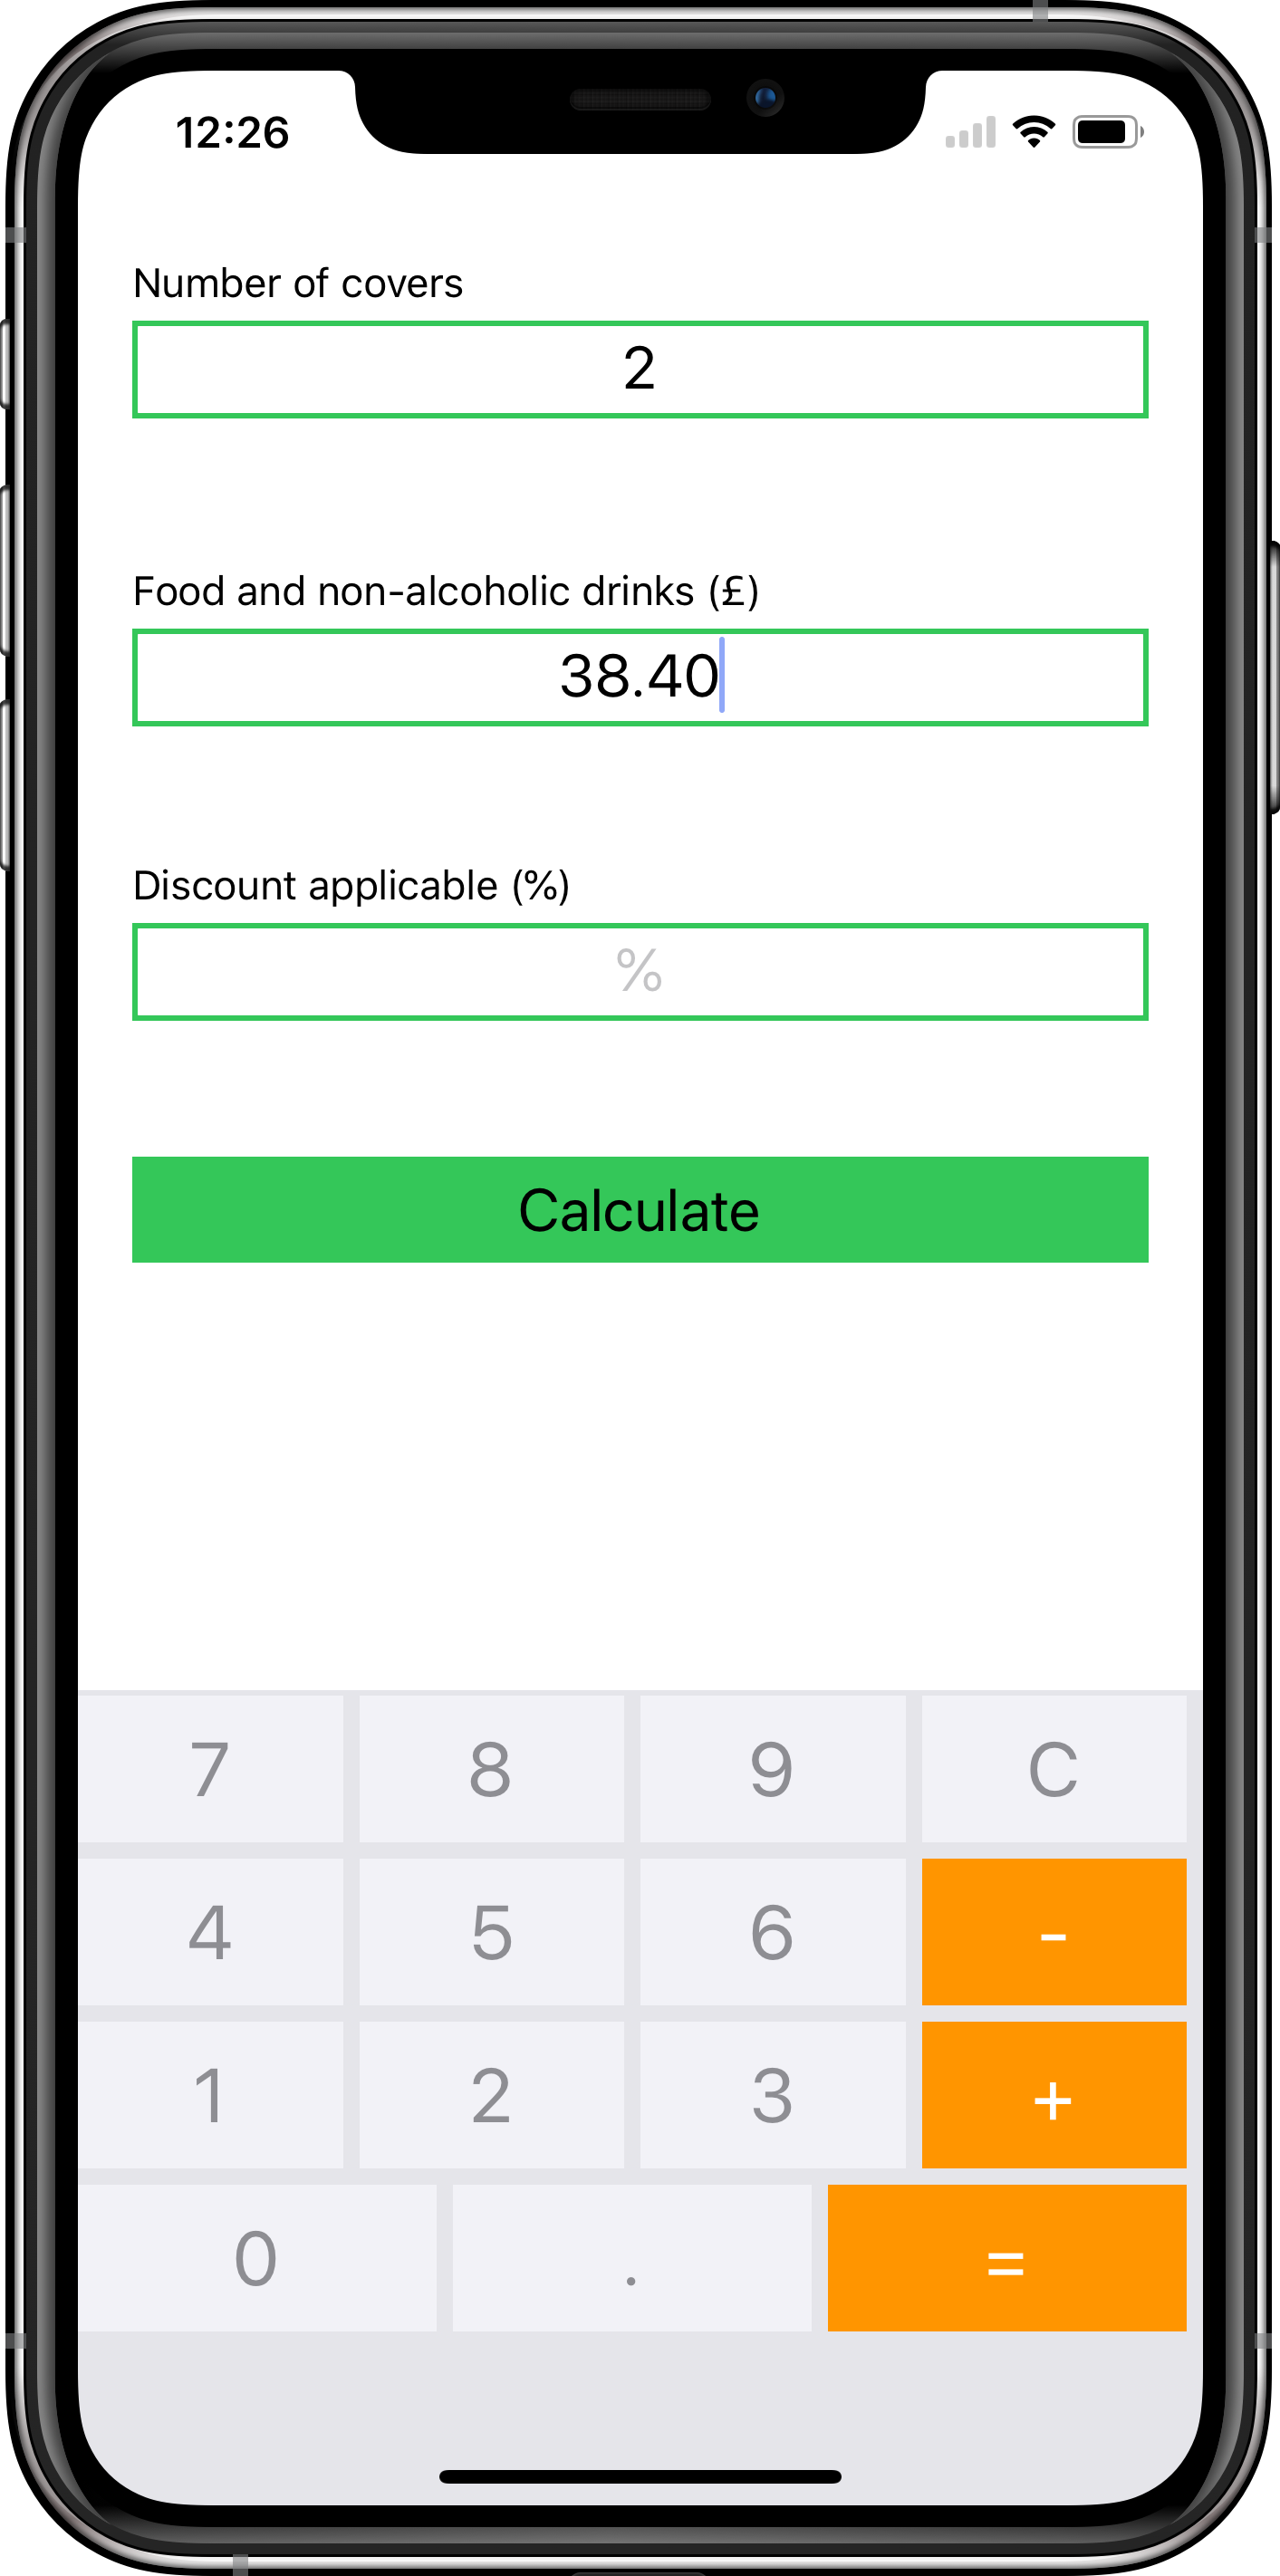 12:26
Number of covers
2
Food and non-alcoholic drinks (£)
38.40
Discount applicable (%)
%
Calculate
7 8 9 C
4 5 6 -
1 2 3 +
0 . =